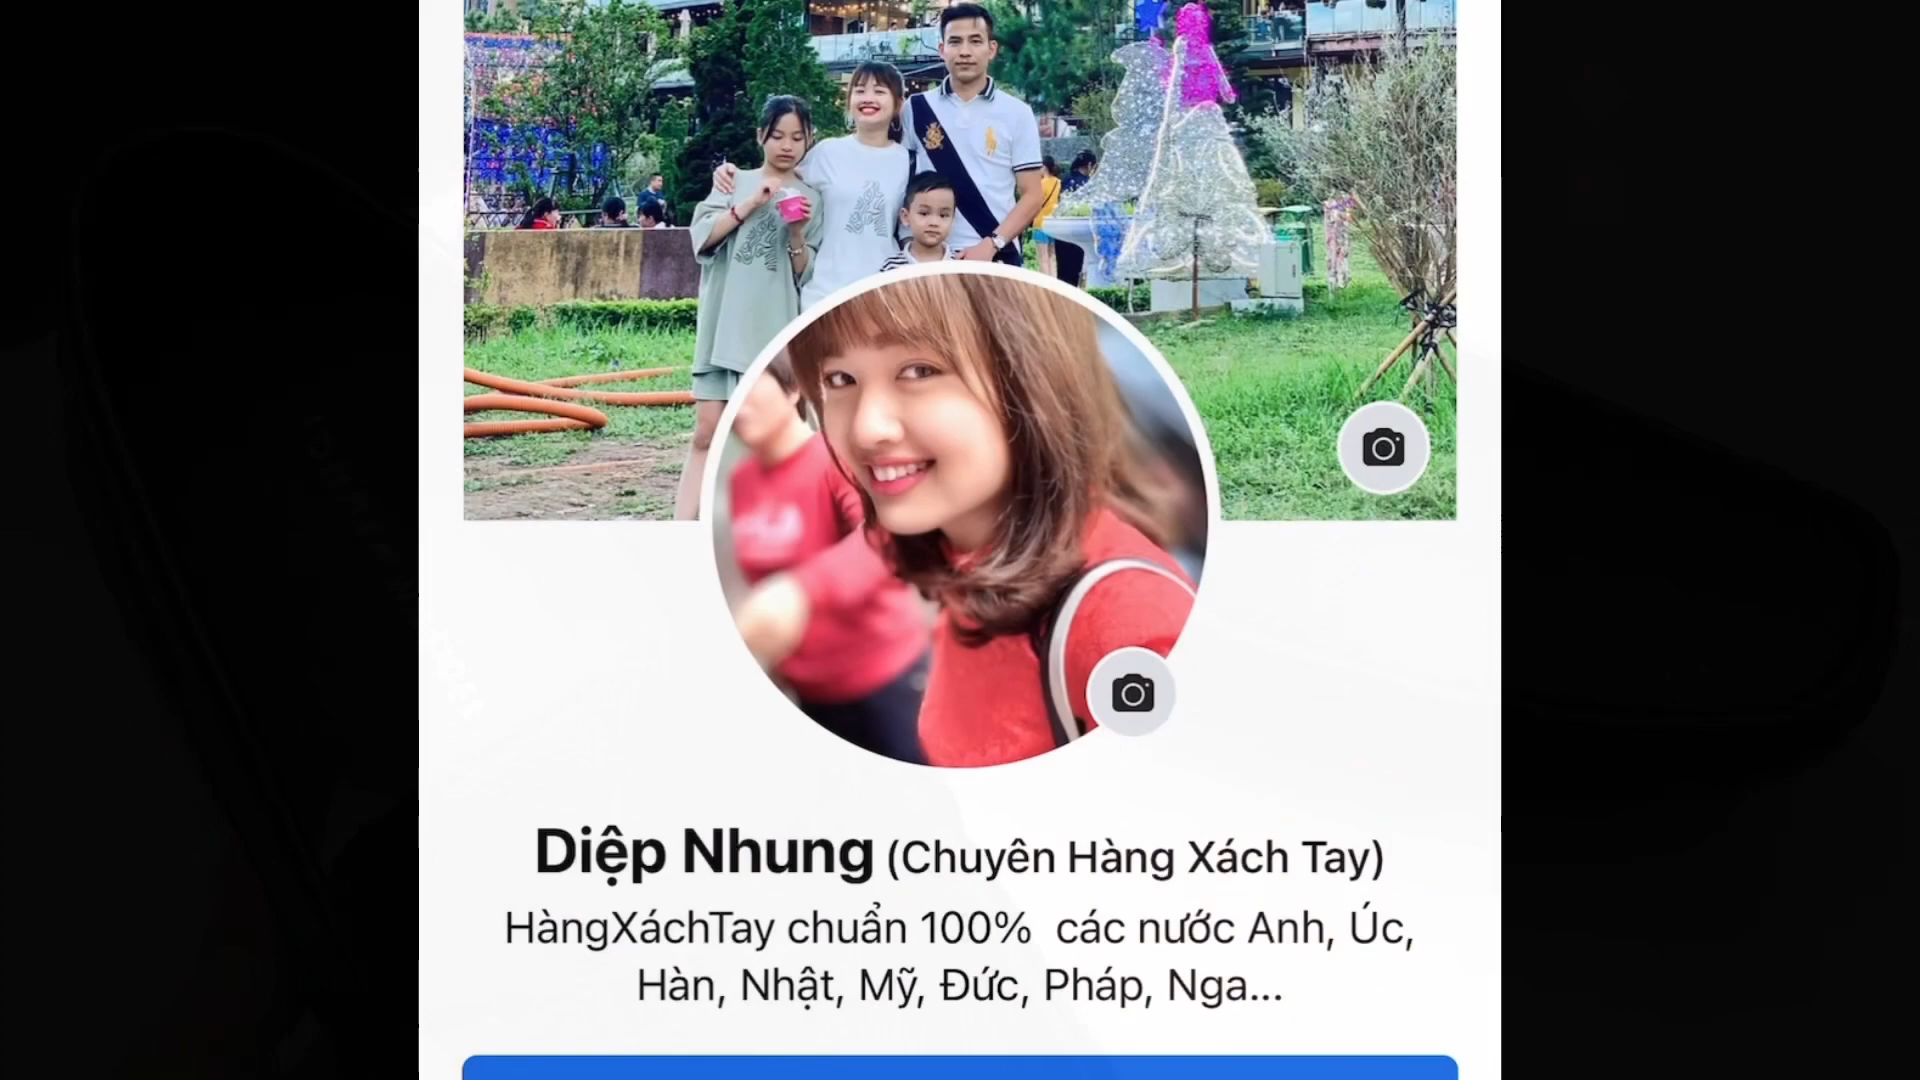 Diệp Nhung (Chuyên Hàng Xách Tay)
HàngXáchTay chuẩn 100% các nước Anh, Úc,
Hàn, Nhật, Mỹ, Đức, Pháp, Nga...